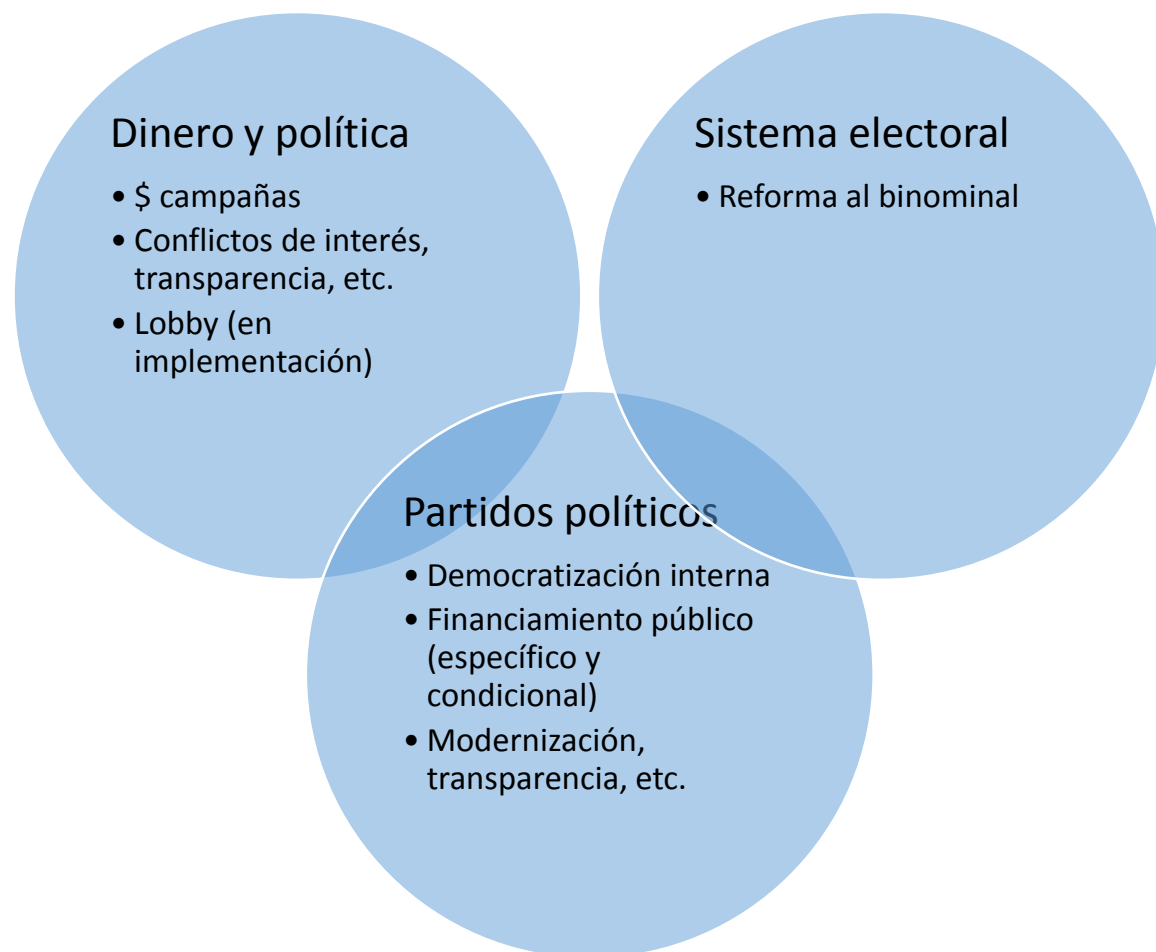 Dinero y política
• $ campañas
• Conflictos de interés,
transparencia, etc.
• Lobby (en
implementación)
Sistema electoral
• Reforma al binominal
Partidos políticos
• Democratización interna
• Financiamiento público
(específico y
condicional)
• Modernización,
transparencia, etc.